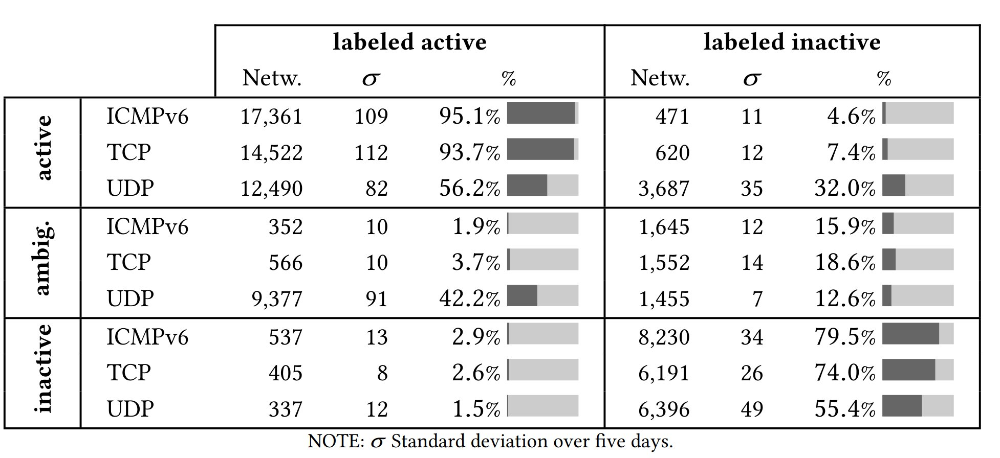 labeled active labeled inactive
Netw. σ % Netw. σ %
active
ICMPv6 17,361 109 95.1% 471 11 4.6%
TCP 14,522 112 93.7% 620 12 7.4%
UDP 12,490 82 56.2% 3,687 35 32.0%
ambig.
ICMPv6 352 10 1.9% 1,645 12 15.9%
TCP 566 10 3.7% 1,552 14 18.6%
UDP 9,377 91 42.2% 1,455 7 12.6%
inactive
ICMPv6 537 13 2.9% 8,230 34 79.5%
TCP 405 8 2.6% 6,191 26 74.0%
UDP 337 12 1.5% 6,396 49 55.4%
NOTE: σ Standard deviation over five days.